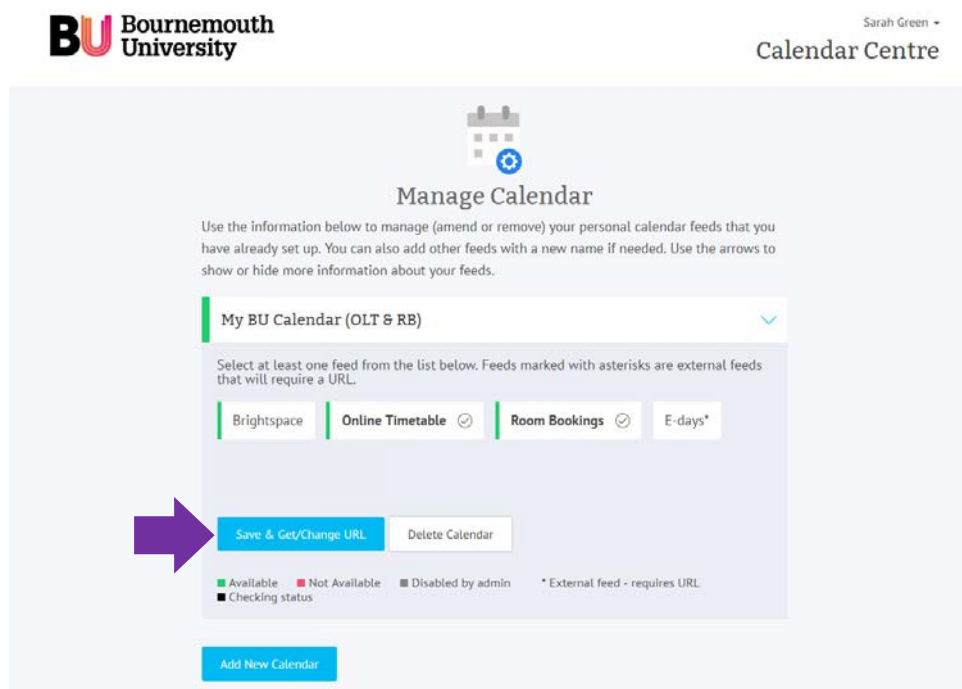 BU Bournemouth
University
Sarah Green
Calendar Centre
Manage Calendar
Use the information below to manage (amend or remove) your personal calendar feeds that you
have already set up. You can also add other feeds with a new name if needed. Use the arrows to
show or hide more information about your feeds.
My BU Calendar (OLT & RB)
Select at least one feed from the list below. Feeds marked with asterisks are external feeds
that will require a URL.
Brightspace Online Timetable Room Bookings E-days*
Save & Get/Change URL Delete Calendar
Available Not Available Disabled by admin * External feed - requires URL
Checking status
Add New Calendar